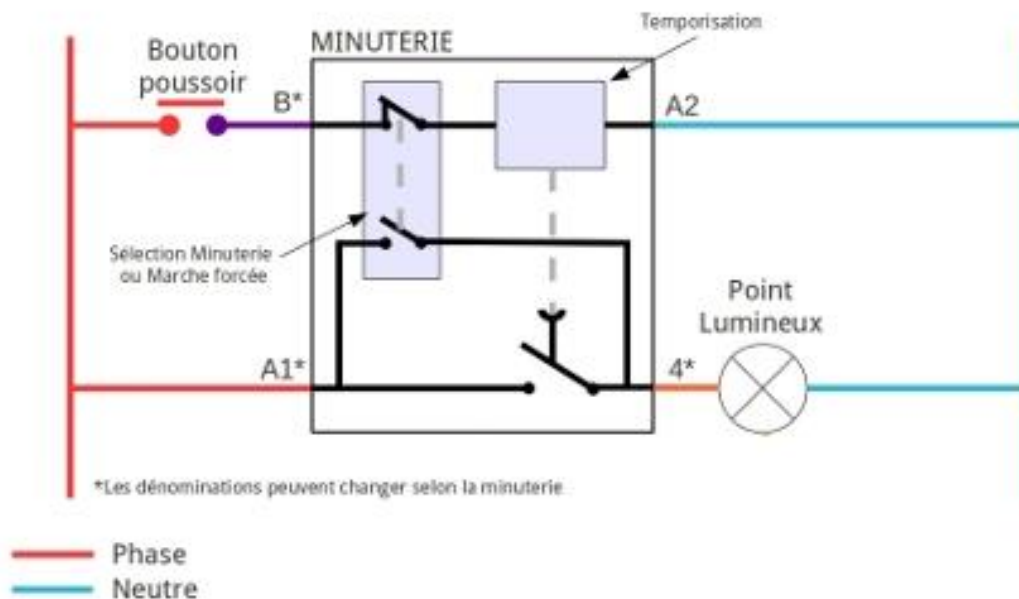 Temporisation
MINUTERIE
Bouton
poussoir
B*
A2
Sélection Minuterie
ou Marche forcée
Point
Lumineux
A1*
4*
*Les dénominations peuvent changer selon la minuterie
Phase
Neutre